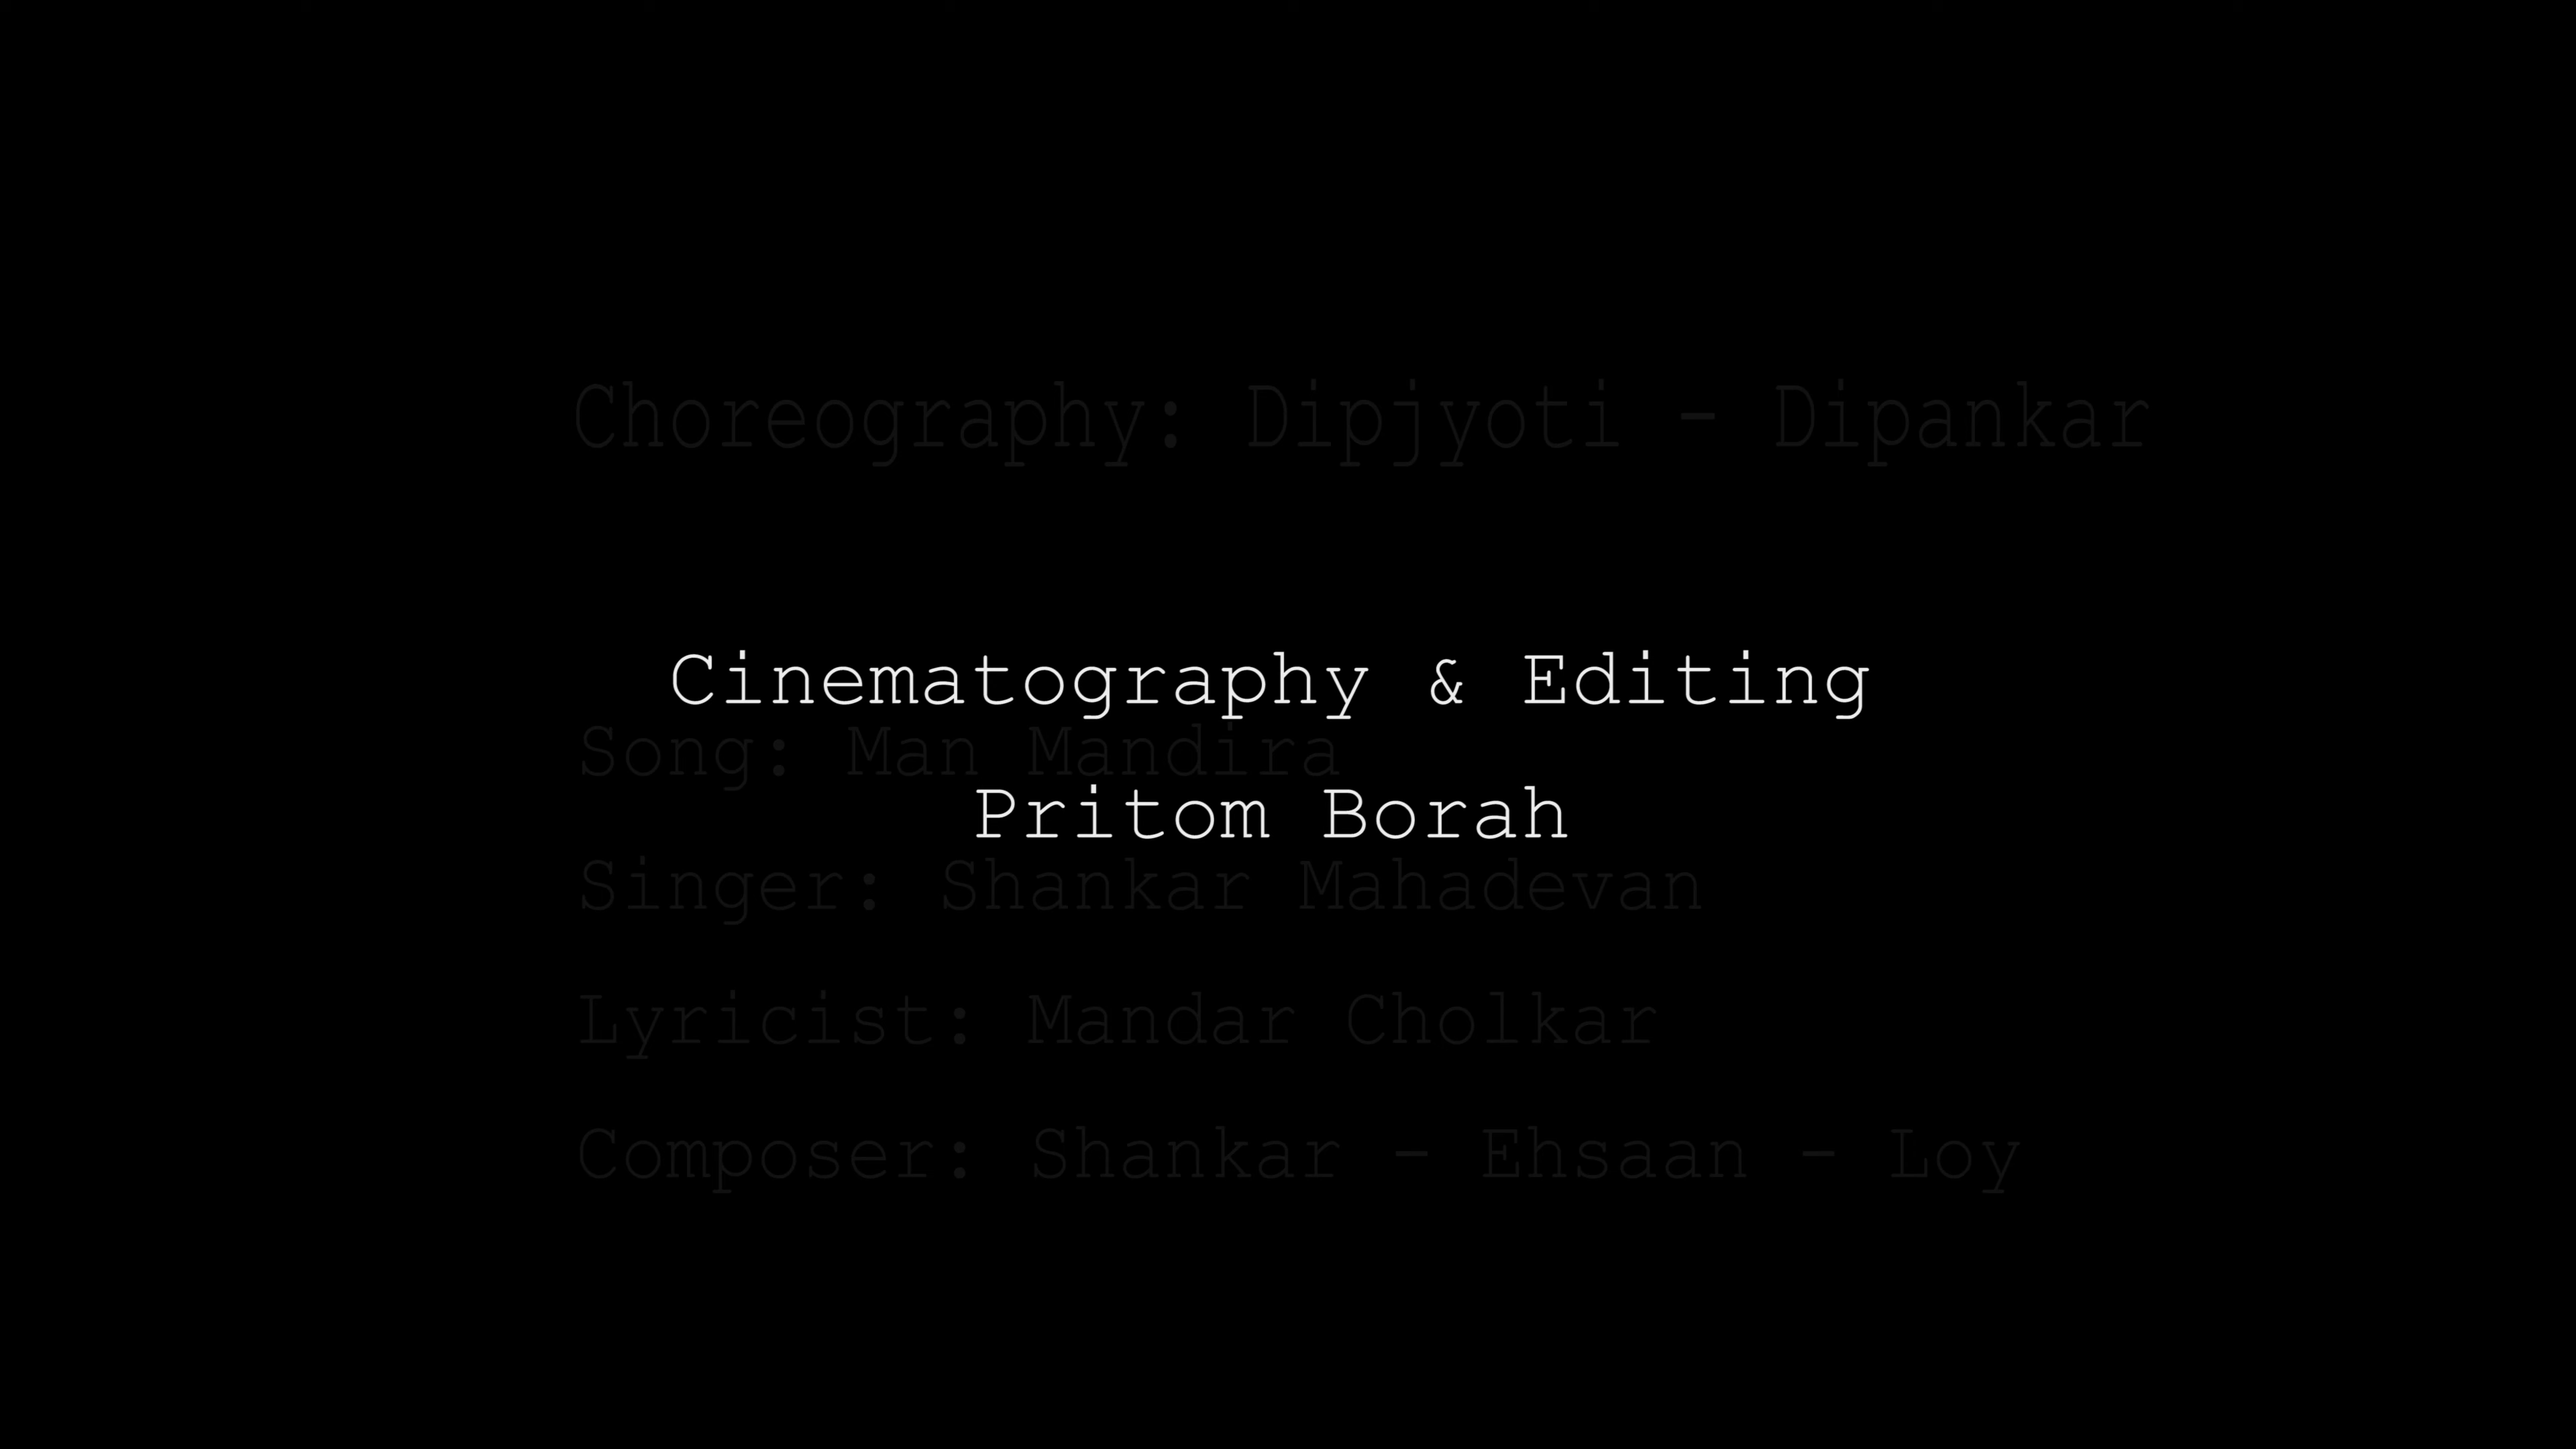 Choreography: Dipjyoti - Dipankar
Cinematography & Editing
Song: Man Mandira
Pritom Borah
Singer: Shankar Mahadevan
Lyricist: Mandar Cholkar
Composer: Shankar - Ehsaan - Loy